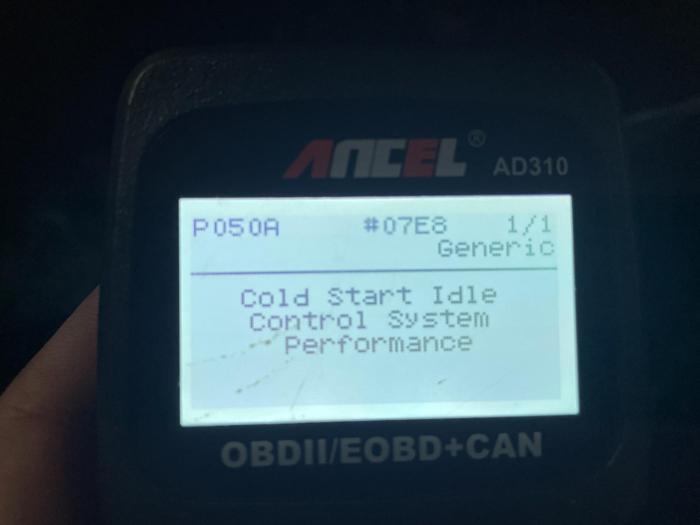 ANCEL® AD310
P050A #07E8 1/1
Generic
Cold Start Idle
Control System
Performance
OBDII/EOBD+CAN